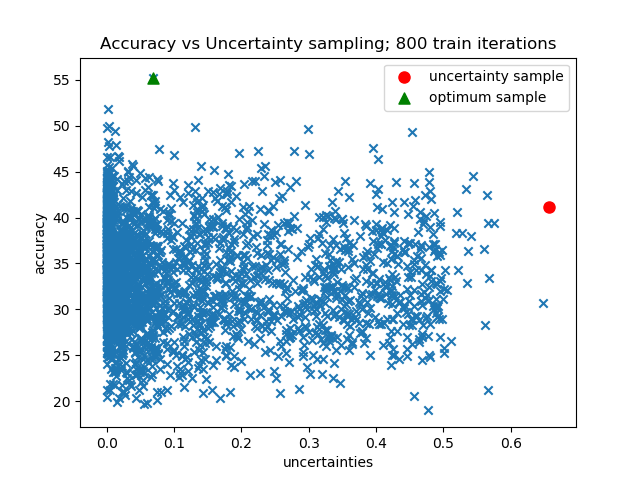 Accuracy vs Uncertainty sampling; 800 train iterations
uncertainty sample
optimum sample
55
50
45
40
35
30
25
20
accuracy
0.0 0.1 0.2 0.3 0.4 0.5 0.6
uncertainties